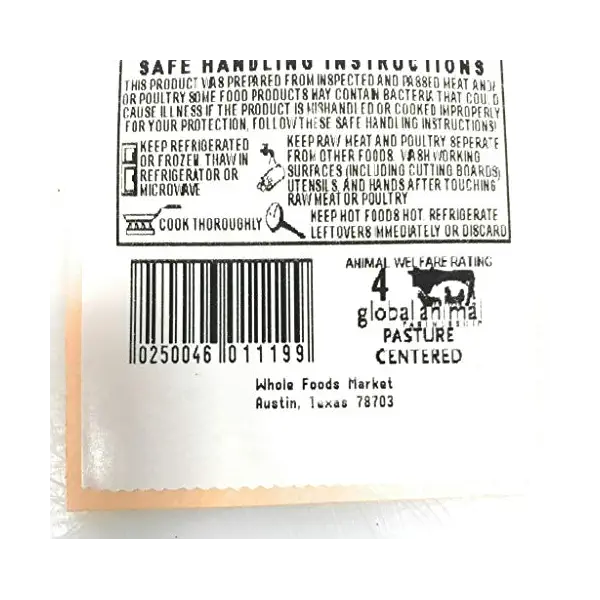 SAFE HANDLING INSTRUCTIONS
THIS PRODUCT WAS PREPARED FROM INSPECTED AND PASSED MEAT AND/
OR POULTRY SOME FOOD PRODUCTS MAY CONTAIN BACTERIA THAT COULD
CAUSE ILLNESS IF THE PRODUCT IS MISHANDLED OR COOKED IMPROPERLY
FOR YOUR PROTECTION, FOLLOW THESE SAFE HANDLING INSTRUCTIONS!
KEEP REFRIGERATED
OR FROZEN THAW IN
REFRIGERATOR OR
MICROWAVE
KEEP RAW MEAT AND POULTRY SEPERATE
FROM OTHER FOODS WASH WORKING
SURFACES (INCLUDING CUTTING BOARDS)
UTENSILS, AND HANDS AFTER TOUCHING
RAW MEAT OR POULTRY
COOK THOROUGHLY
KEEP HOT FOODS HOT. REFRIGERATE
LEFTOVERS IMMEDIATELY OR DISCARD
0250046 011199
ANIMAL WELFARE RATING
4
global animal
PARTNERSHIP
PASTURE
CENTERED
Whole Foods Market
Austin, Texas 78703